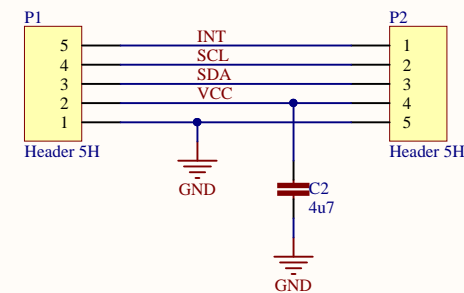 P1 P2
5 INT 1
4 SCL 2
3 SDA 3
2 VCC 4
1 5
Header 5H Header 5H
GND C2
4u7
GND